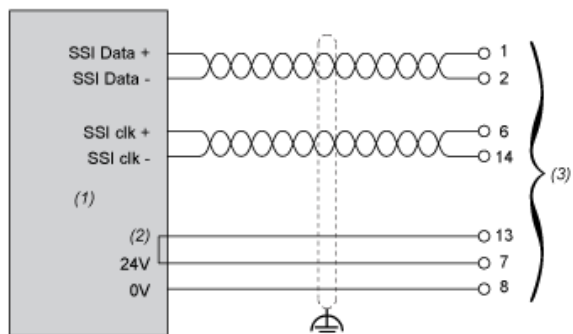 SSI Data + 1
SSI Data - 2
SSI clk + 6
SSI clk - 14
(1)
(3)
(2) 13
24V 7
0V 8